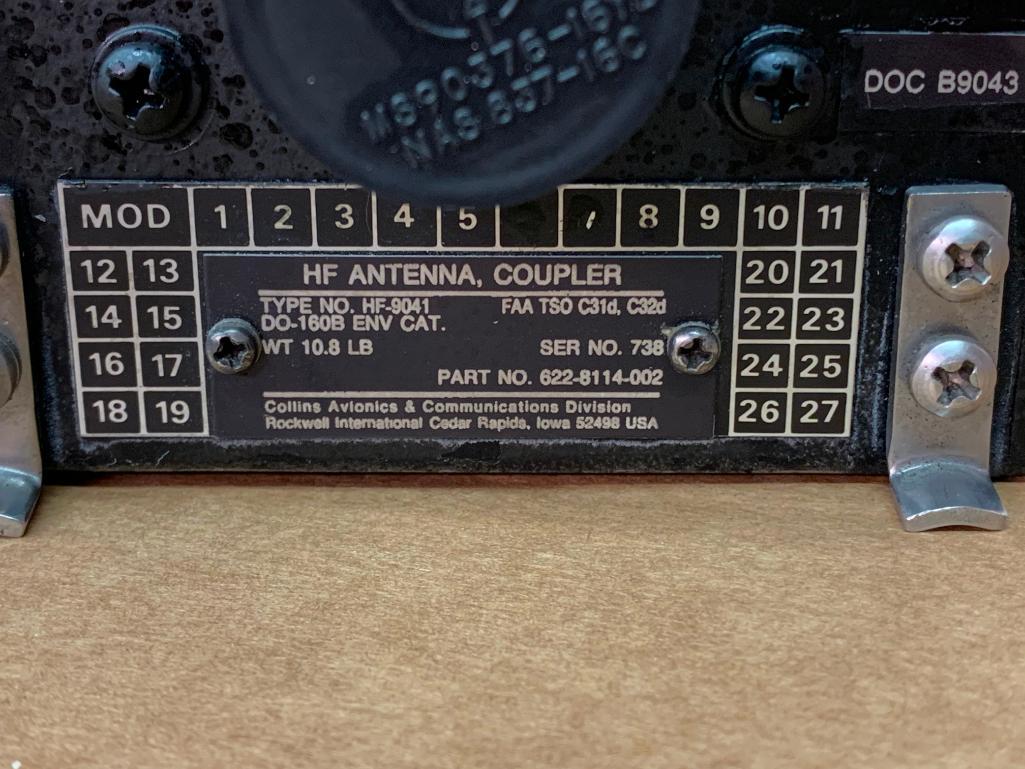 MS90376-16Y
NAS 837-16C
DOC B9043
MOD 1 2 3 4 5 7 8 9 10 11
12 13 20 21
14 15 22 23
16 17 24 25
18 19 26 27
HF ANTENNA, COUPLER
TYPE NO. HF-9041 FAA TSO C31d, C32d
DO-160B ENV CAT.
WT 10.8 LB SER NO. 738
PART NO. 622-8114-002
Collins Avionics & Communications Division
Rockwell International Cedar Rapids, Iowa 52498 USA